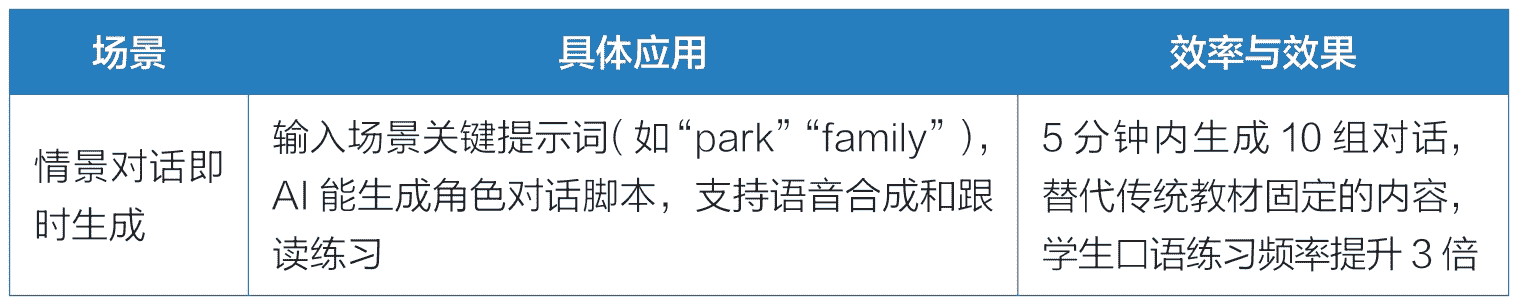 场景
具体应用
效率与效果
情景对话即
时生成
输入场景关键提示词(如“park”“family”),
AI能生成角色对话脚本，支持语音合成和跟
读练习
5分钟内生成10组对话，
替代传统教材固定的内容，
学生口语练习频率提升3倍